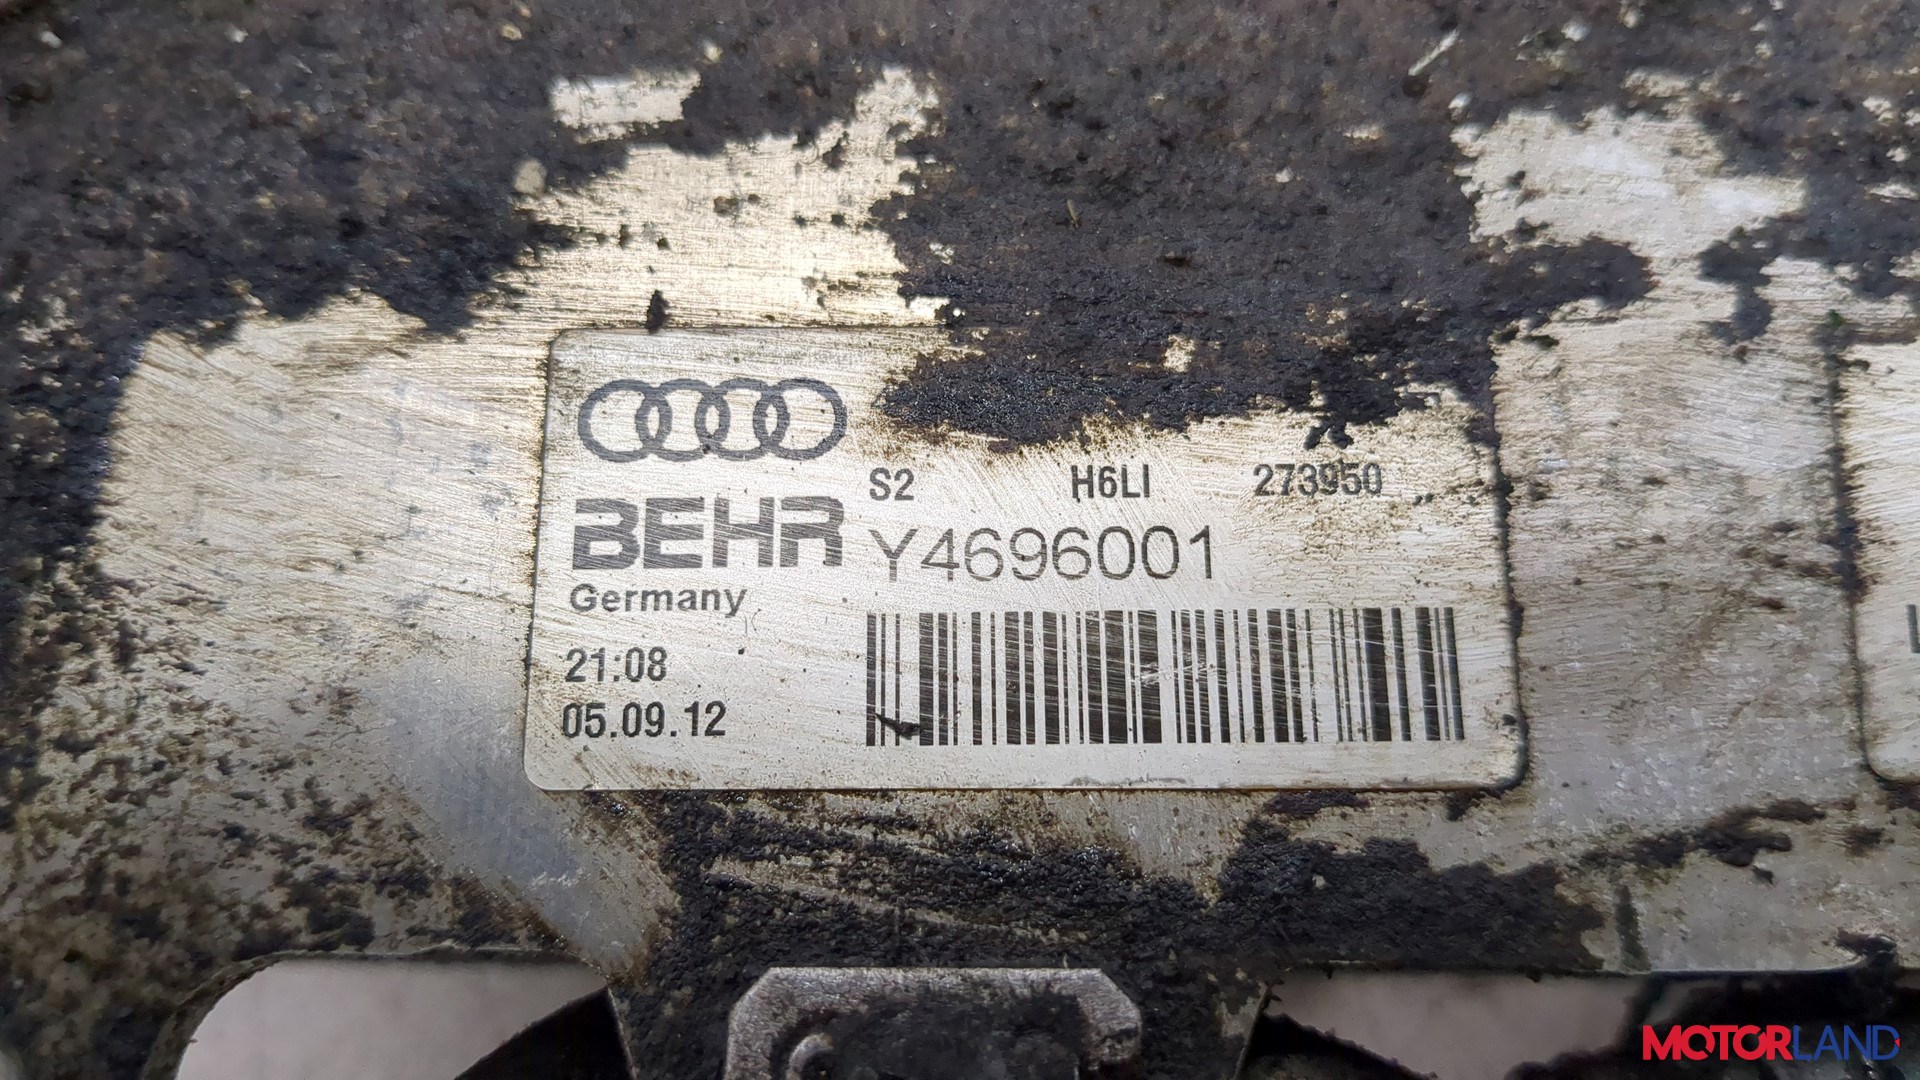 S2 H6LI 273950
BEHR Y4696001
Germany
21:08
05.09.12
MOTORLAND